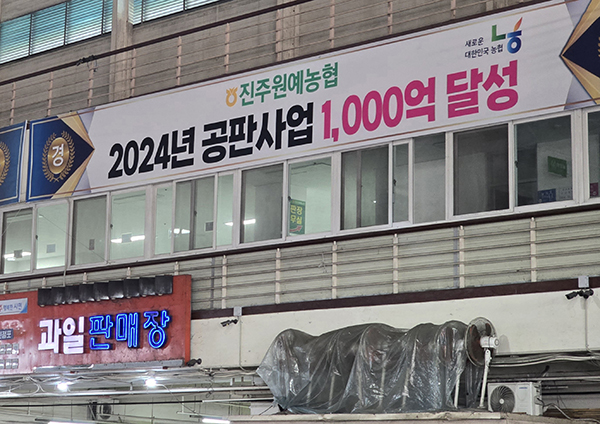 새로운
대한민국 농협
진주원예농협
경
2024년 공판사업 1,000억 달성
과일판매장